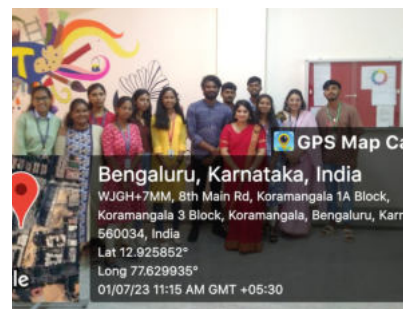 GPS Map Ca
Bengaluru, Karnataka, India
WJGH+7MM, 8th Main Rd, Koramangala 1A Block,
Koramangala 3 Block, Koramangala, Bengaluru, Karn
560034, India
Lat 12.925852°
Long 77.629935°
01/07/23 11:15 AM GMT +05:30
le